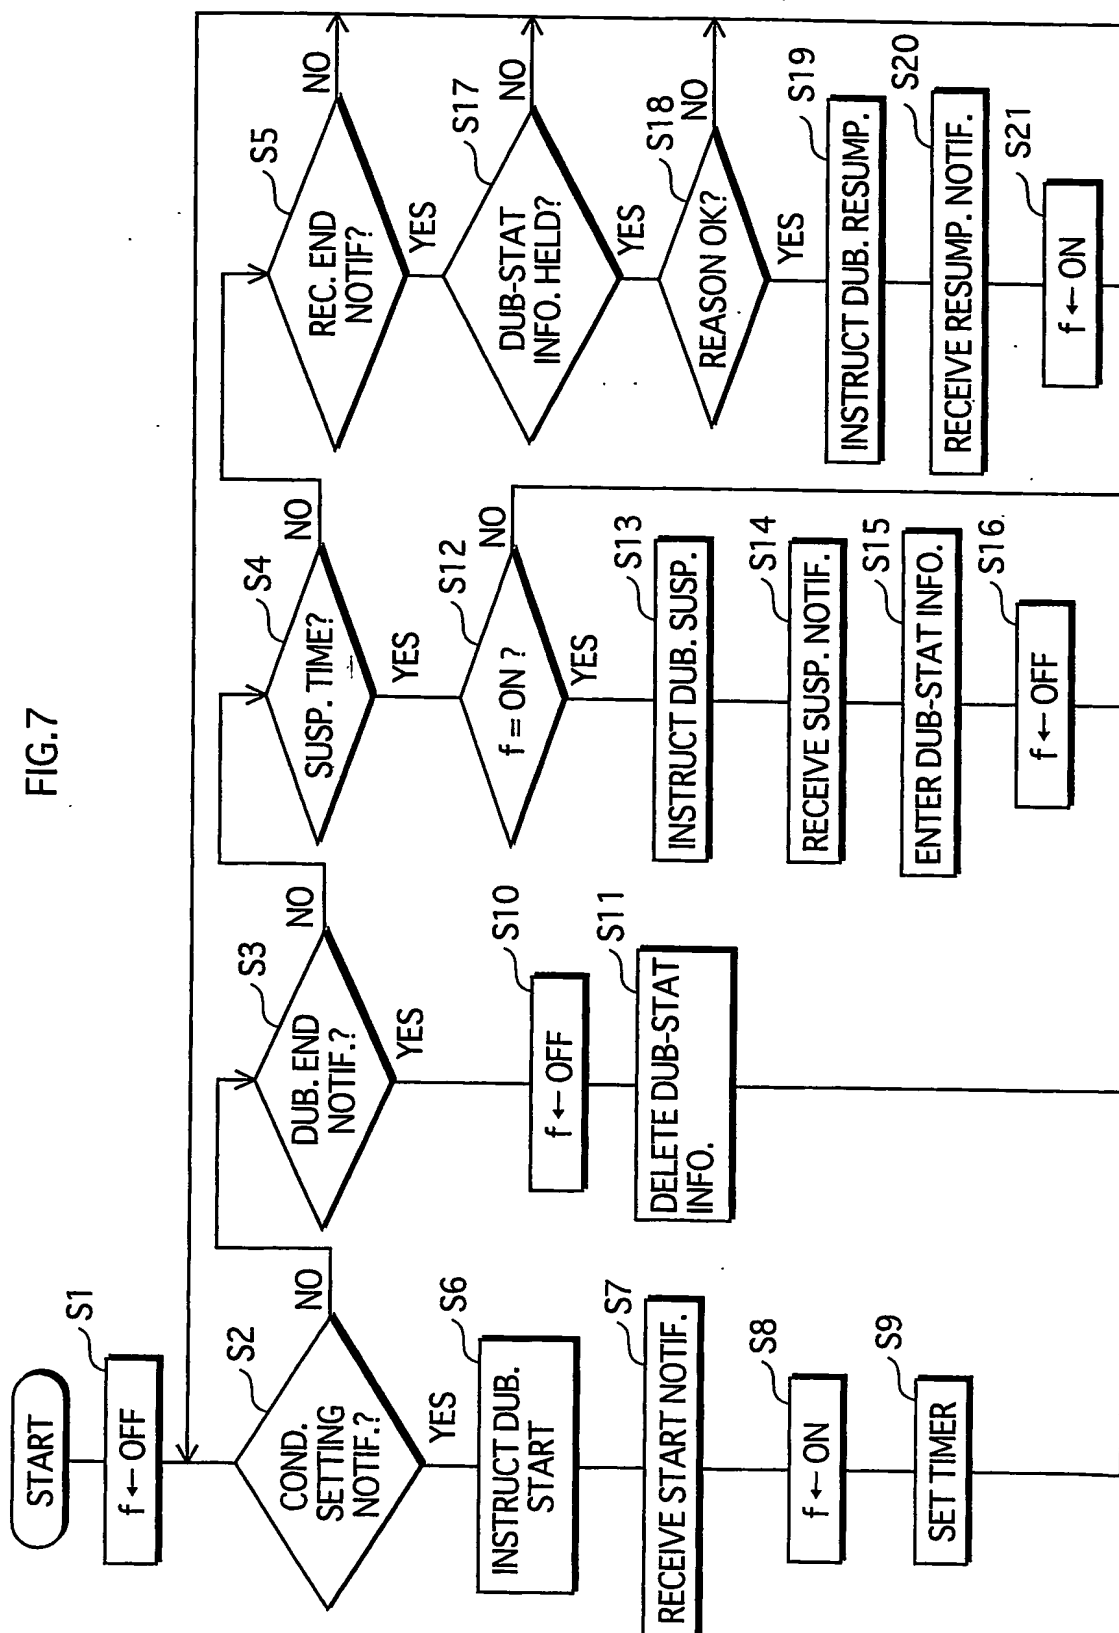 FIG.7
START
S1
f ← OFF
S2
COND.
SETTING
NOTIF.?
NO
YES
S6
INSTRUCT DUB.
START
S7
RECEIVE START NOTIF.
S8
f ← ON
S9
SET TIMER
S3
DUB. END
NOTIF.?
NO
YES
S10
f ← OFF
S11
DELETE DUB-STAT
INFO.
S4
SUSP. TIME?
NO
YES
S12
f = ON ?
NO
YES
S13
INSTRUCT DUB. SUSP.
S14
RECEIVE SUSP. NOTIF.
S15
ENTER DUB-STAT INFO.
S16
f ← OFF
S5
REC. END
NOTIF?
NO
YES
S17
DUB-STAT
INFO. HELD?
NO
YES
S18
REASON OK?
NO
YES
S19
INSTRUCT DUB. RESUMP.
S20
RECEIVE RESUMP. NOTIF.
S21
f ← ON